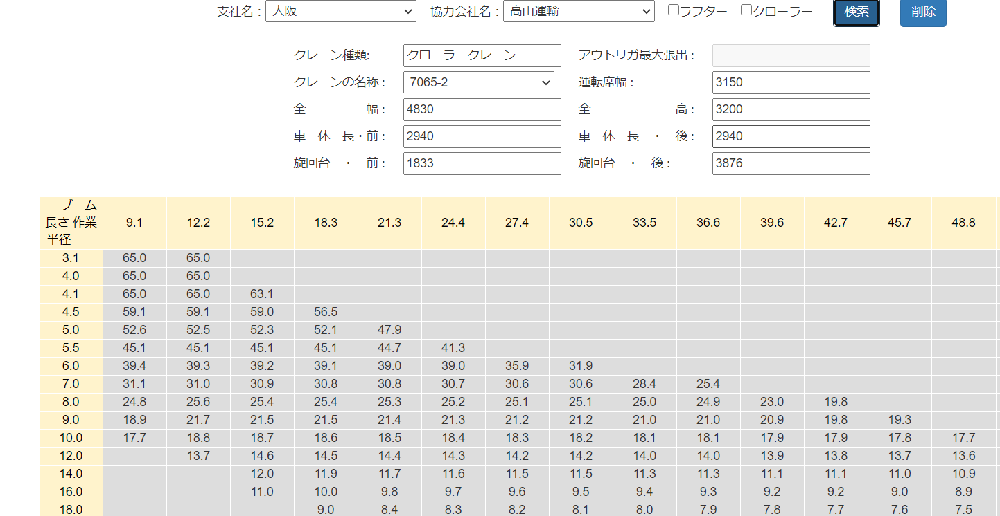 支社名： 大阪 協力会社名： 高山運輸 ラフター クローラー 検索 削除
クレーン種類: クローラークレーン アウトリガ最大張出：
クレーンの名称： 7065-2 運転席幅： 3150
全 幅： 4830 全 高： 3200
車 体 長・前： 2940 車 体 長 ・ 後： 2940
旋回台 ・ 前： 1833 旋回台 ・ 後： 3876
ブーム
長さ 作業 9.1 12.2 15.2 18.3 21.3 24.4 27.4 30.5 33.5 36.6 39.6 42.7 45.7 48.8
半径
3.1 65.0 65.0
4.0 65.0 65.0
4.1 65.0 65.0 63.1
4.5 59.1 59.1 59.0 56.5
5.0 52.6 52.5 52.3 52.1 47.9
5.5 45.1 45.1 45.1 45.1 44.7 41.3
6.0 39.4 39.3 39.2 39.1 39.0 39.0 35.9 31.9
7.0 31.1 31.0 30.9 30.8 30.8 30.7 30.6 30.6 28.4 25.4
8.0 24.8 25.6 25.4 25.4 25.3 25.2 25.1 25.1 25.0 24.9 23.0 19.8
9.0 18.9 21.7 21.5 21.5 21.4 21.3 21.2 21.2 21.0 21.0 20.9 19.8 19.3
10.0 17.7 18.8 18.7 18.6 18.5 18.4 18.3 18.2 18.1 18.1 17.9 17.9 17.8 17.7
12.0 13.7 14.6 14.5 14.4 14.3 14.2 14.2 14.0 14.0 13.9 13.8 13.7 13.6
14.0 12.0 11.9 11.7 11.6 11.5 11.5 11.3 11.3 11.1 11.1 11.0 10.9
16.0 11.0 10.0 9.8 9.7 9.6 9.5 9.4 9.3 9.2 9.2 9.0 8.9
18.0 9.0 8.4 8.3 8.2 8.1 8.0 7.9 7.8 7.7 7.6 7.5